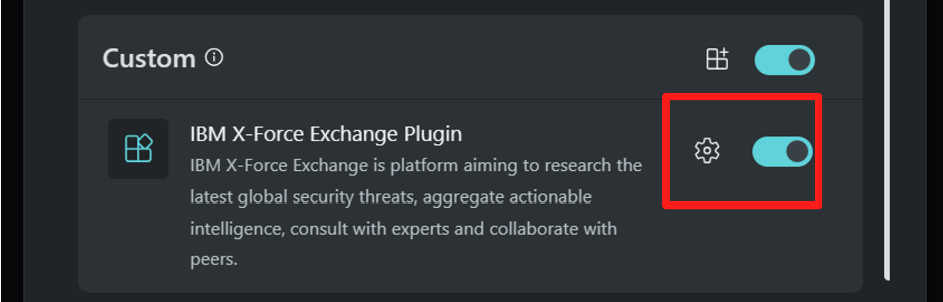 Custom
IBM X-Force Exchange Plugin
IBM X-Force Exchange is platform aiming to research the
latest global security threats, aggregate actionable
intelligence, consult with experts and collaborate with
peers.